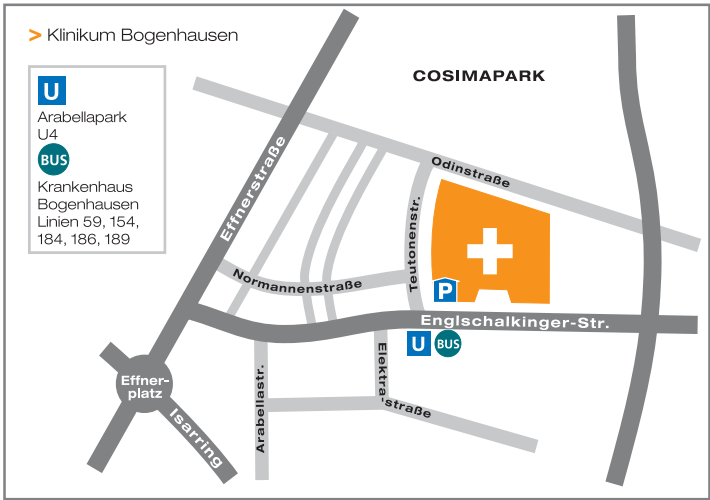 > Klinikum Bogenhausen
U
Arabellapark
U4
BUS
Krankenhaus
Bogenhausen
Linien 59, 154,
184, 186, 189
COSIMAPARK
Effnerstraße
Odinstraße
Teutonenstr.
Normannenstraße
P
Englschalkinger-Str.
U
BUS
Effner-
platz
Isarring
Arabellastr.
Elektra-
straße